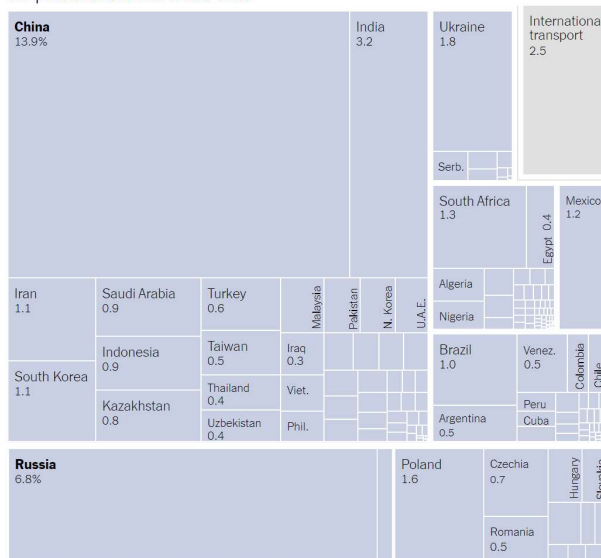 China
13.9%
India
3.2
Ukraine
1.8
Internationa
transport
2.5
Serb.
South Africa
1.3
Egypt 0.4
Mexico
1.2
Algeria
Nigeria
Iran
1.1
Saudi Arabia
0.9
Turkey
0.6
Malaysia
Pakistan
N. Korea
U.A.E.
Indonesia
0.9
Taiwan
0.5
Iraq
0.3
South Korea
1.1
Kazakhstan
0.8
Thailand
0.4
Viet.
Uzbekistan
0.4
Phil.
Brazil
1.0
Venez.
0.5
Colombia
Chile
Argentina
0.5
Peru
Cuba
Russia
6.8%
Poland
1.6
Czechia
0.7
Hungary
Slovakia
Romania
0.5